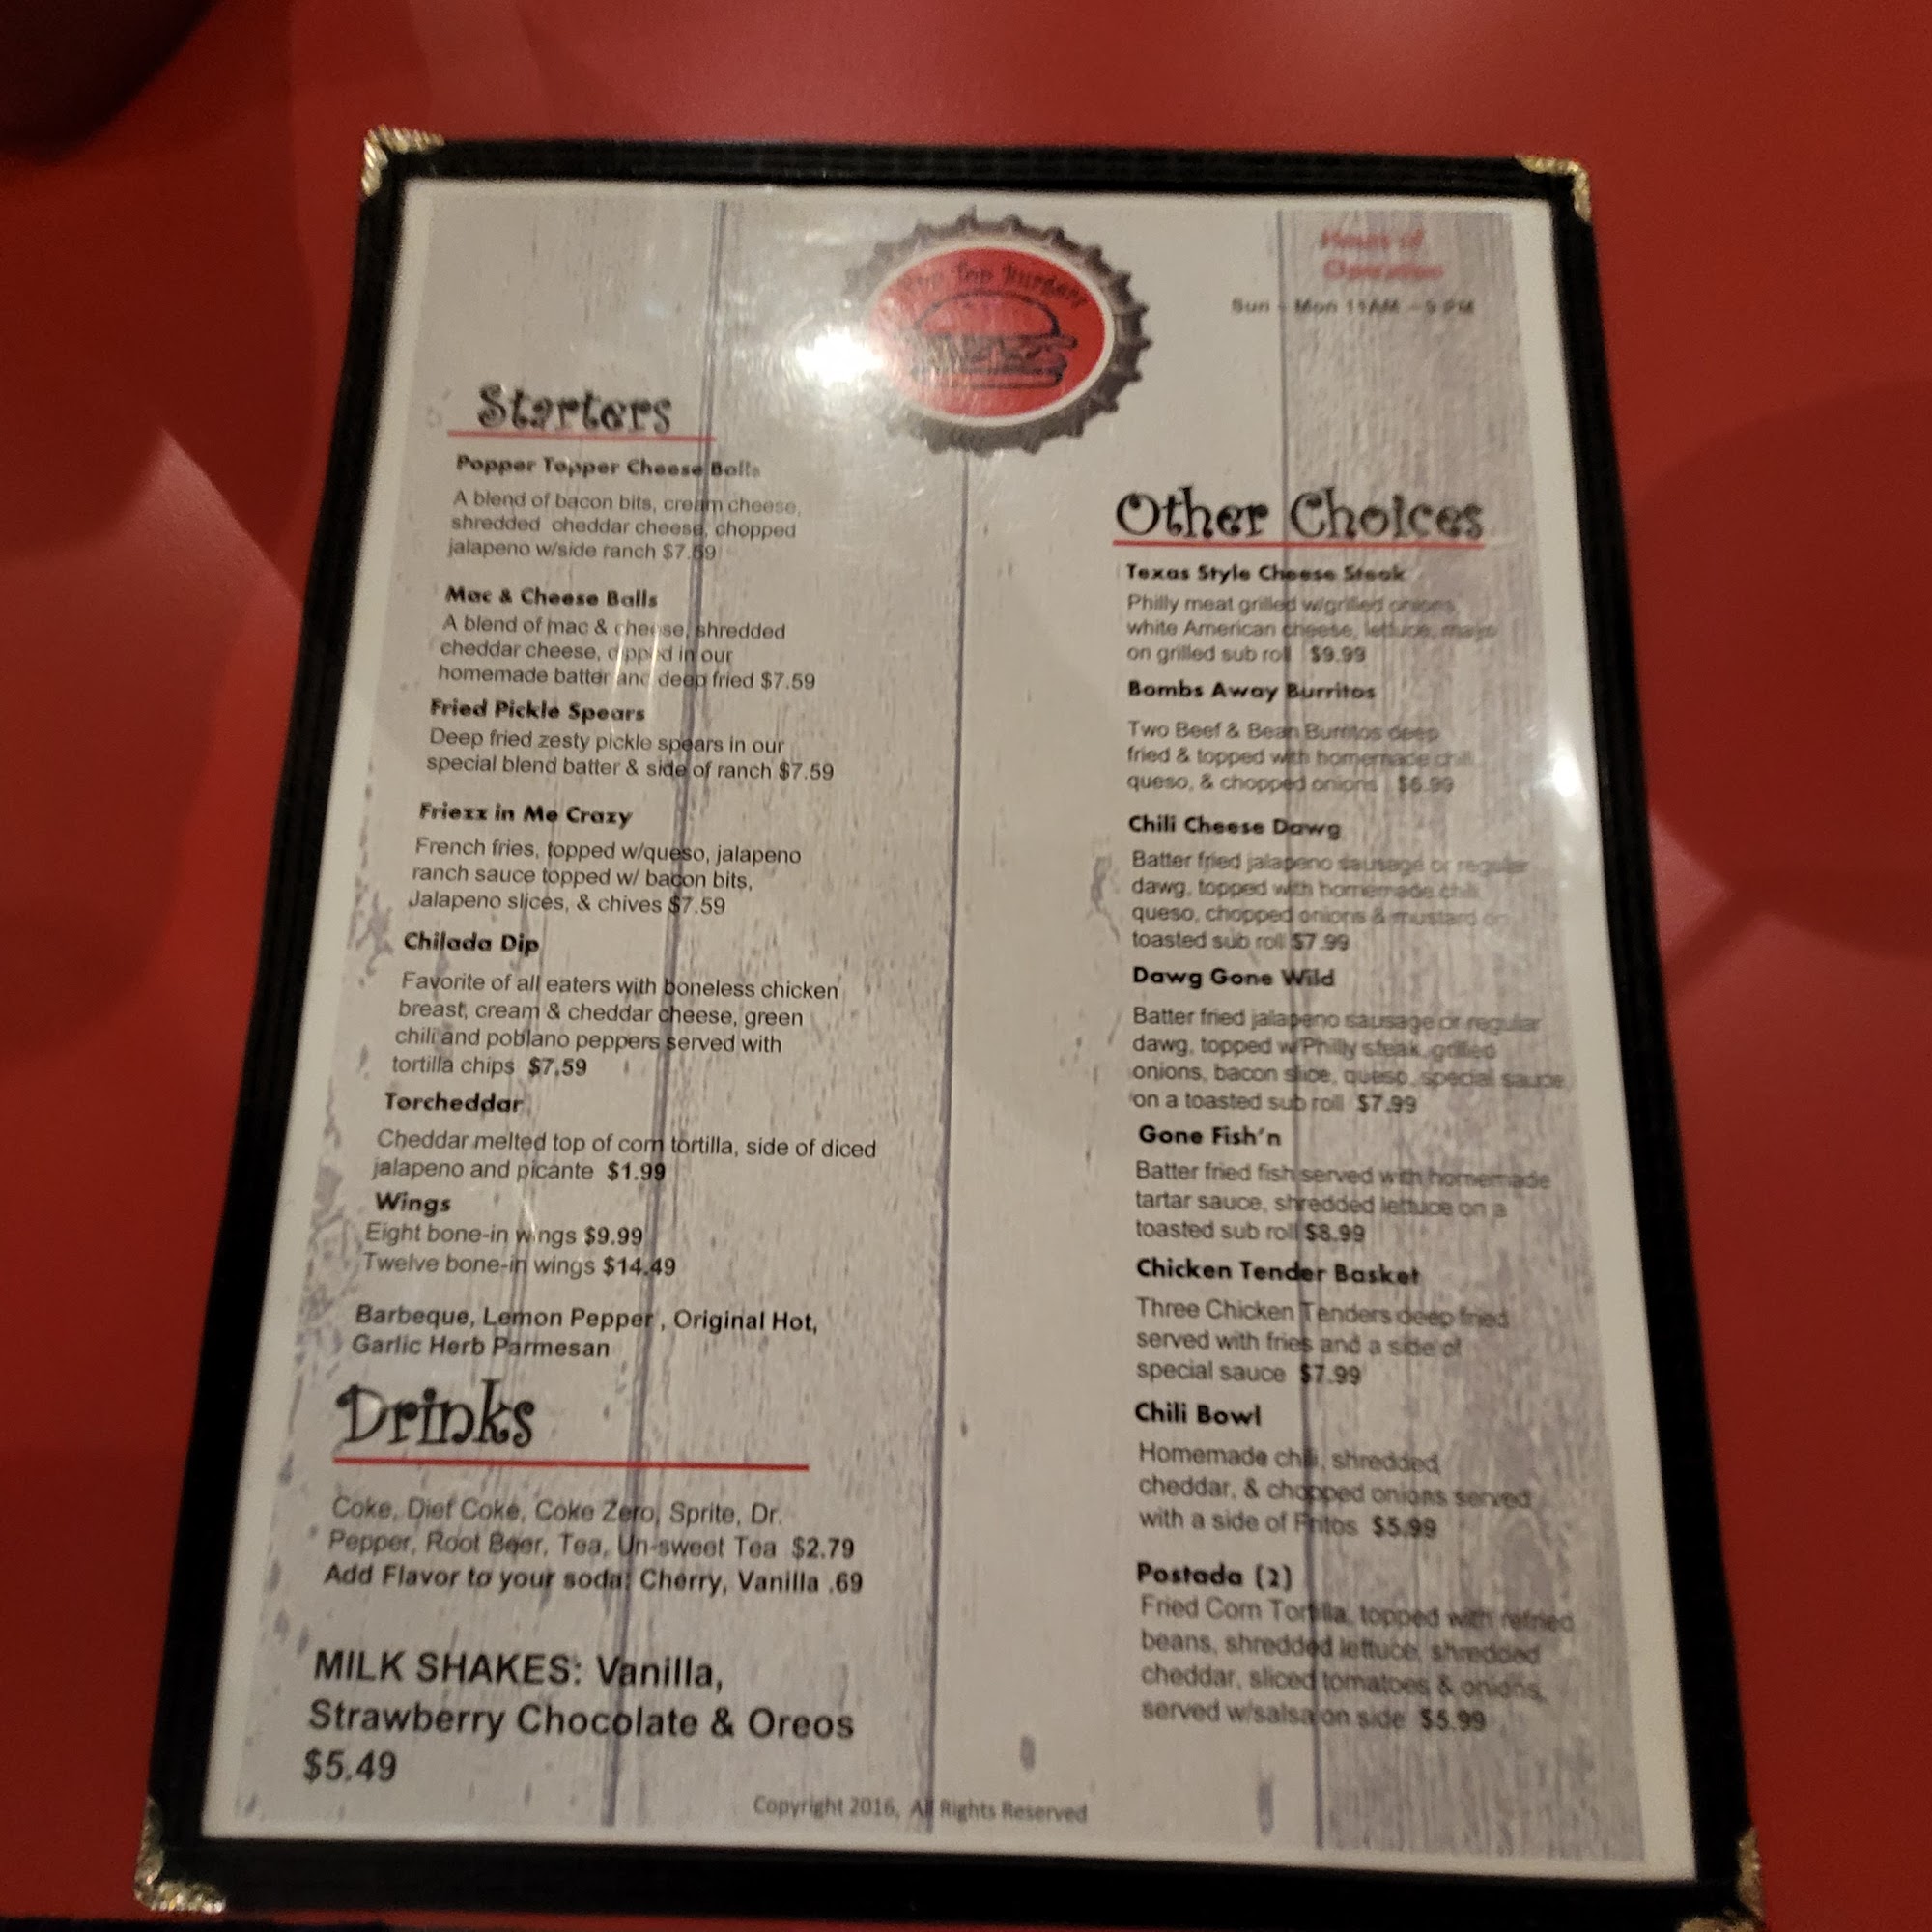 Top Burgers
Hours of
Operation
Sun - Mon 11AM - 9 PM
Starters
Popper Topper Cheese Balls
A blend of bacon bits, cream cheese,
shredded cheddar cheese, chopped
jalapeno w/side ranch $7.59
Mac & Cheese Balls
A blend of mac & cheese, shredded
cheddar cheese, dipped in our
homemade batter and deep fried $7.59
Fried Pickle Spears
Deep fried zesty pickle spears in our
special blend batter & side of ranch $7.59
Friezz in Me Crazy
French fries, topped w/queso, jalapeno
ranch sauce topped w/ bacon bits,
Jalapeno slices, & chives $7.59
Chilada Dip
Favorite of all eaters with boneless chicken
breast, cream & cheddar cheese, green
chili and poblano peppers served with
tortilla chips $7.59
Torcheddar
Cheddar melted top of corn tortilla, side of diced
jalapeno and picante $1.99
Wings
Eight bone-in wings $9.99
Twelve bone-in wings $14.49
Barbeque, Lemon Pepper , Original Hot,
Garlic Herb Parmesan
Drinks
Coke, Diet Coke, Coke Zero, Sprite, Dr.
Pepper, Root Beer, Tea, Un-sweet Tea $2.79
Add Flavor to your soda: Cherry, Vanilla .69
MILK SHAKES: Vanilla,
Strawberry Chocolate & Oreos
$5.49
Other Choices
Texas Style Cheese Steak
Philly meat grilled w/grilled onions,
white American cheese, lettuce, mayo
on grilled sub roll $9.99
Bombs Away Burritos
Two Beef & Bean Burritos deep
fried & topped with homemade chili,
queso, & chopped onions $6.99
Chili Cheese Dawg
Batter fried jalapeno sausage or regular
dawg, topped with homemade chili,
queso, chopped onions & mustard on
toasted sub roll $7.99
Dawg Gone Wild
Batter fried jalapeno sausage or regular
dawg, topped w/Philly steak, grilled
onions, bacon slice, queso, special sauce
on a toasted sub roll $7.99
Gone Fish'n
Batter fried fish served with homemade
tartar sauce, shredded lettuce on a
toasted sub roll $8.99
Chicken Tender Basket
Three Chicken Tenders deep fried
served with fries and a side of
special sauce $7.99
Chili Bowl
Homemade chili, shredded
cheddar, & chopped onions served
with a side of Fritos $5.99
Postada (2)
Fried Corn Tortilla, topped with refried
beans, shredded lettuce, shredded
cheddar, sliced tomatoes & onions,
served w/salsa on side $5.99
Copyright 2016, All Rights Reserved